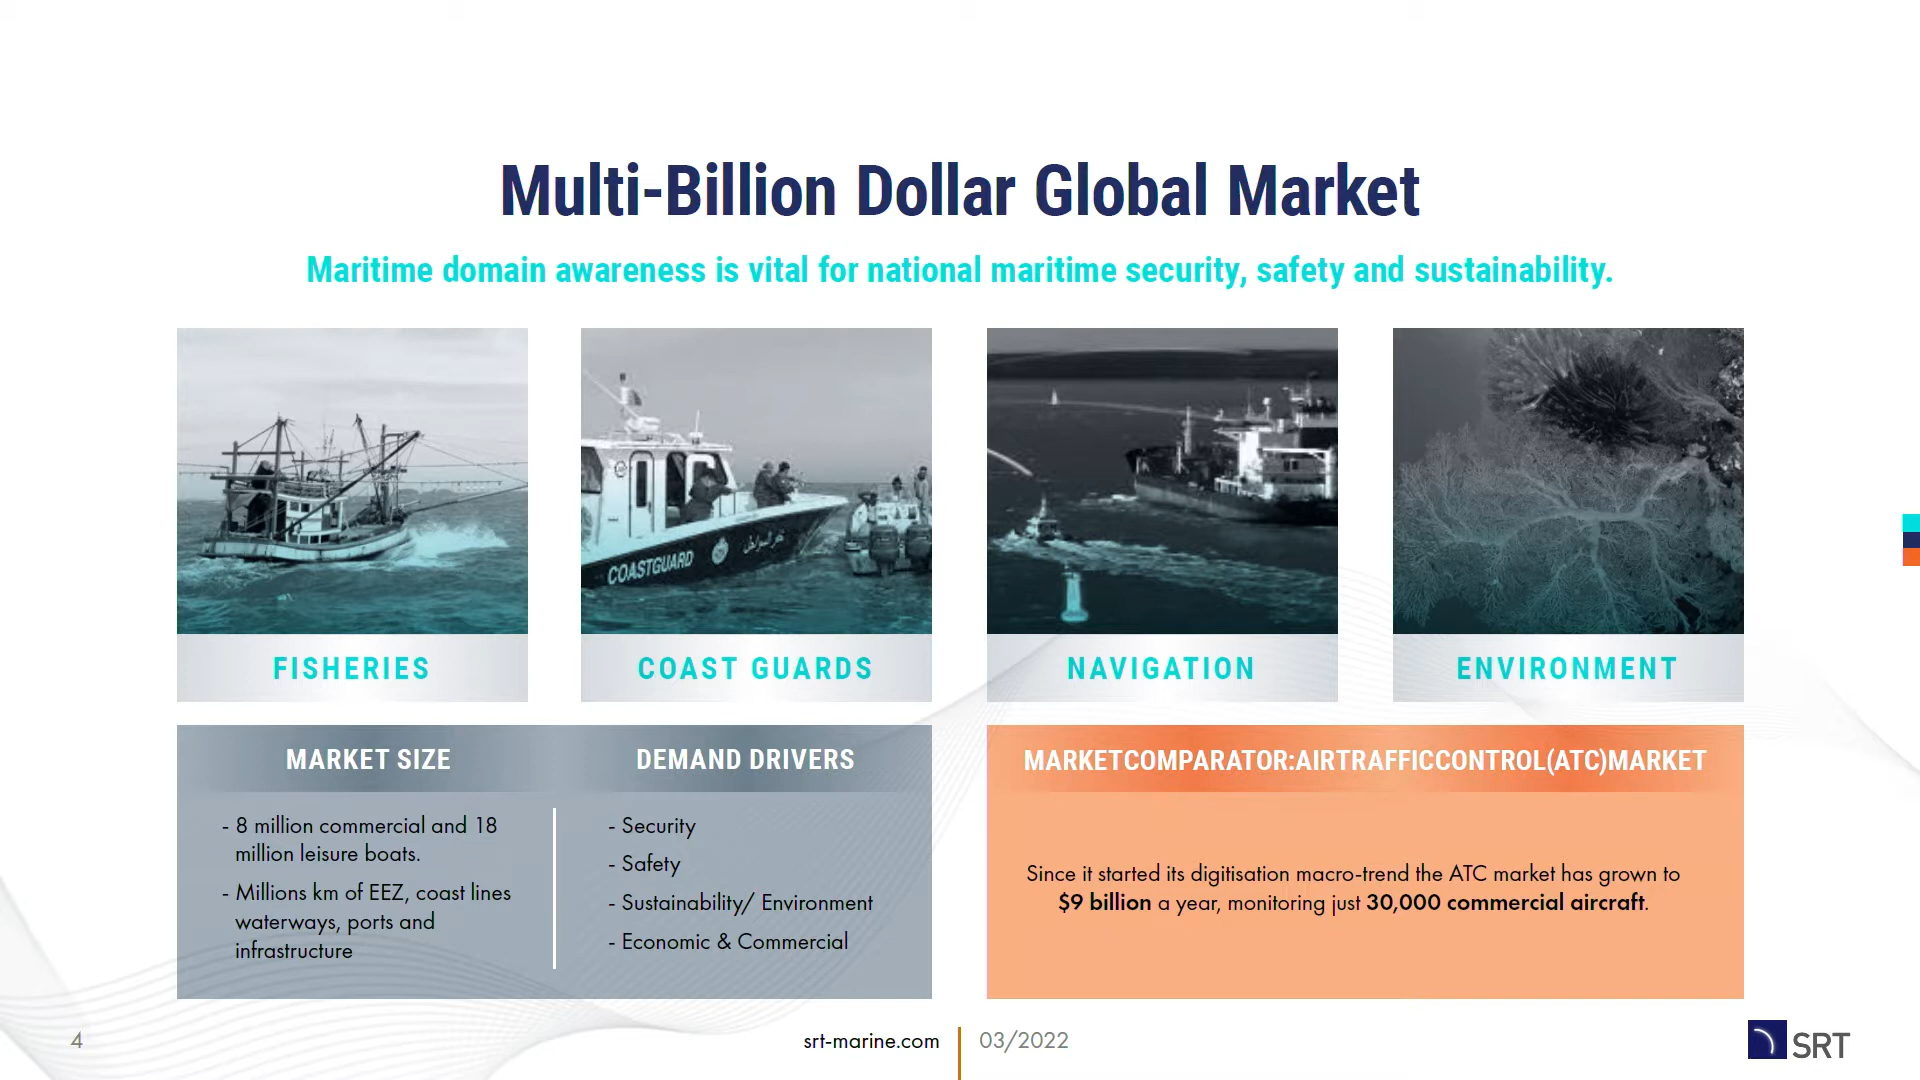 Multi-Billion Dollar Global Market
Maritime domain awareness is vital for national maritime security, safety and sustainability.
COASTGUARD
FISHERIES
COAST GUARDS
NAVIGATION
ENVIRONMENT
MARKET SIZE
- 8 million commercial and 18
million leisure boats.
- Millions km of EEZ, coast lines
waterways, ports and
infrastructure
DEMAND DRIVERS
- Security
- Safety
- Sustainability/ Environment
- Economic & Commercial
MARKETCOMPARATOR:AIRTRAFFICCONTROL(ATC)MARKET
Since it started its digitisation macro-trend the ATC market has grown to
$9 billion a year, monitoring just 30,000 commercial aircraft.
4
srt-marine.com
03/2022
SRT